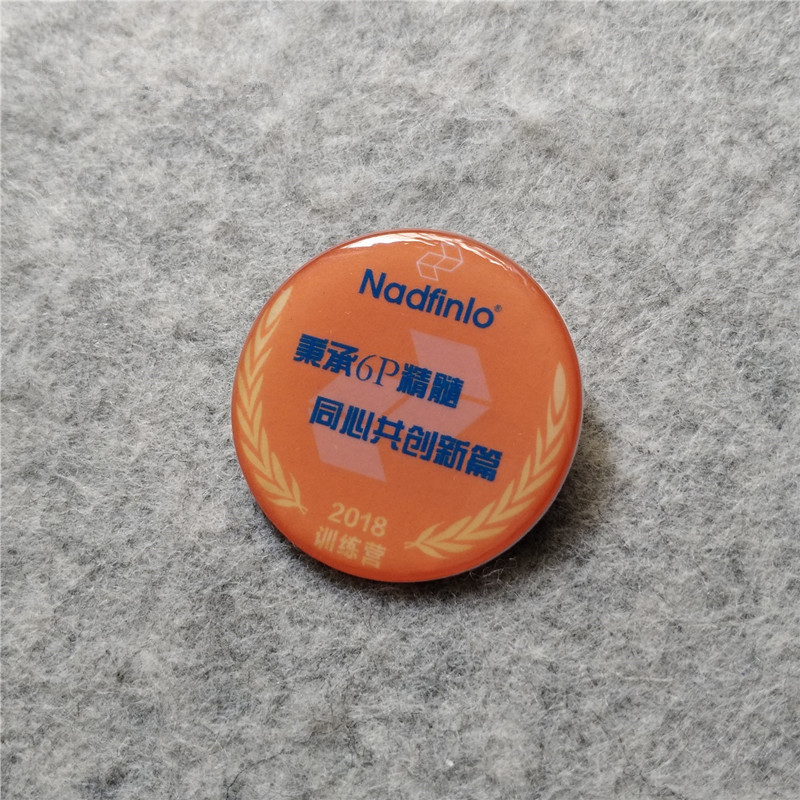 Nadfinlo®
秉承6P精髓
同心共创新篇
2018
训练营